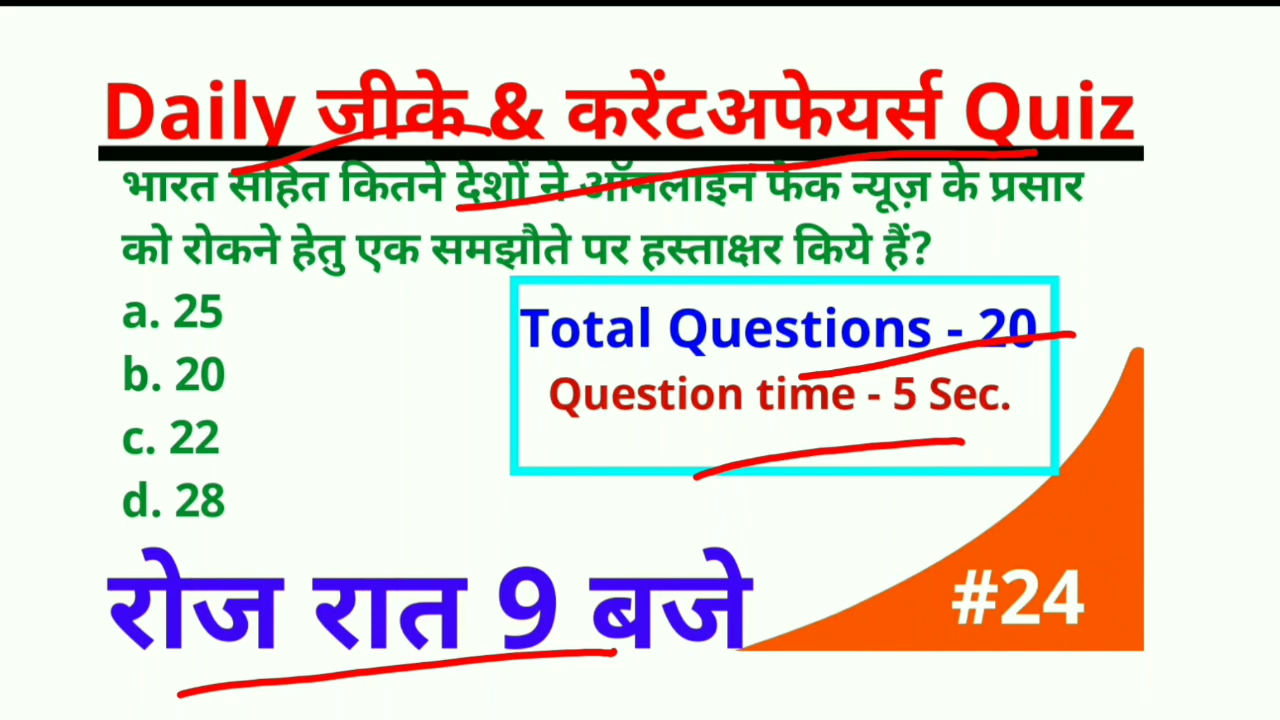 Daily जीके & करेंटअफेयर्स Quiz
भारत सहित कितने देशों ने ऑनलाइन फेक न्यूज़ के प्रसार
को रोकने हेतु एक समझौते पर हस्ताक्षर किये हैं?
a. 25
b. 20
c. 22
d. 28
Total Questions - 20
Question time - 5 Sec.
रोज रात 9 बजे
#24